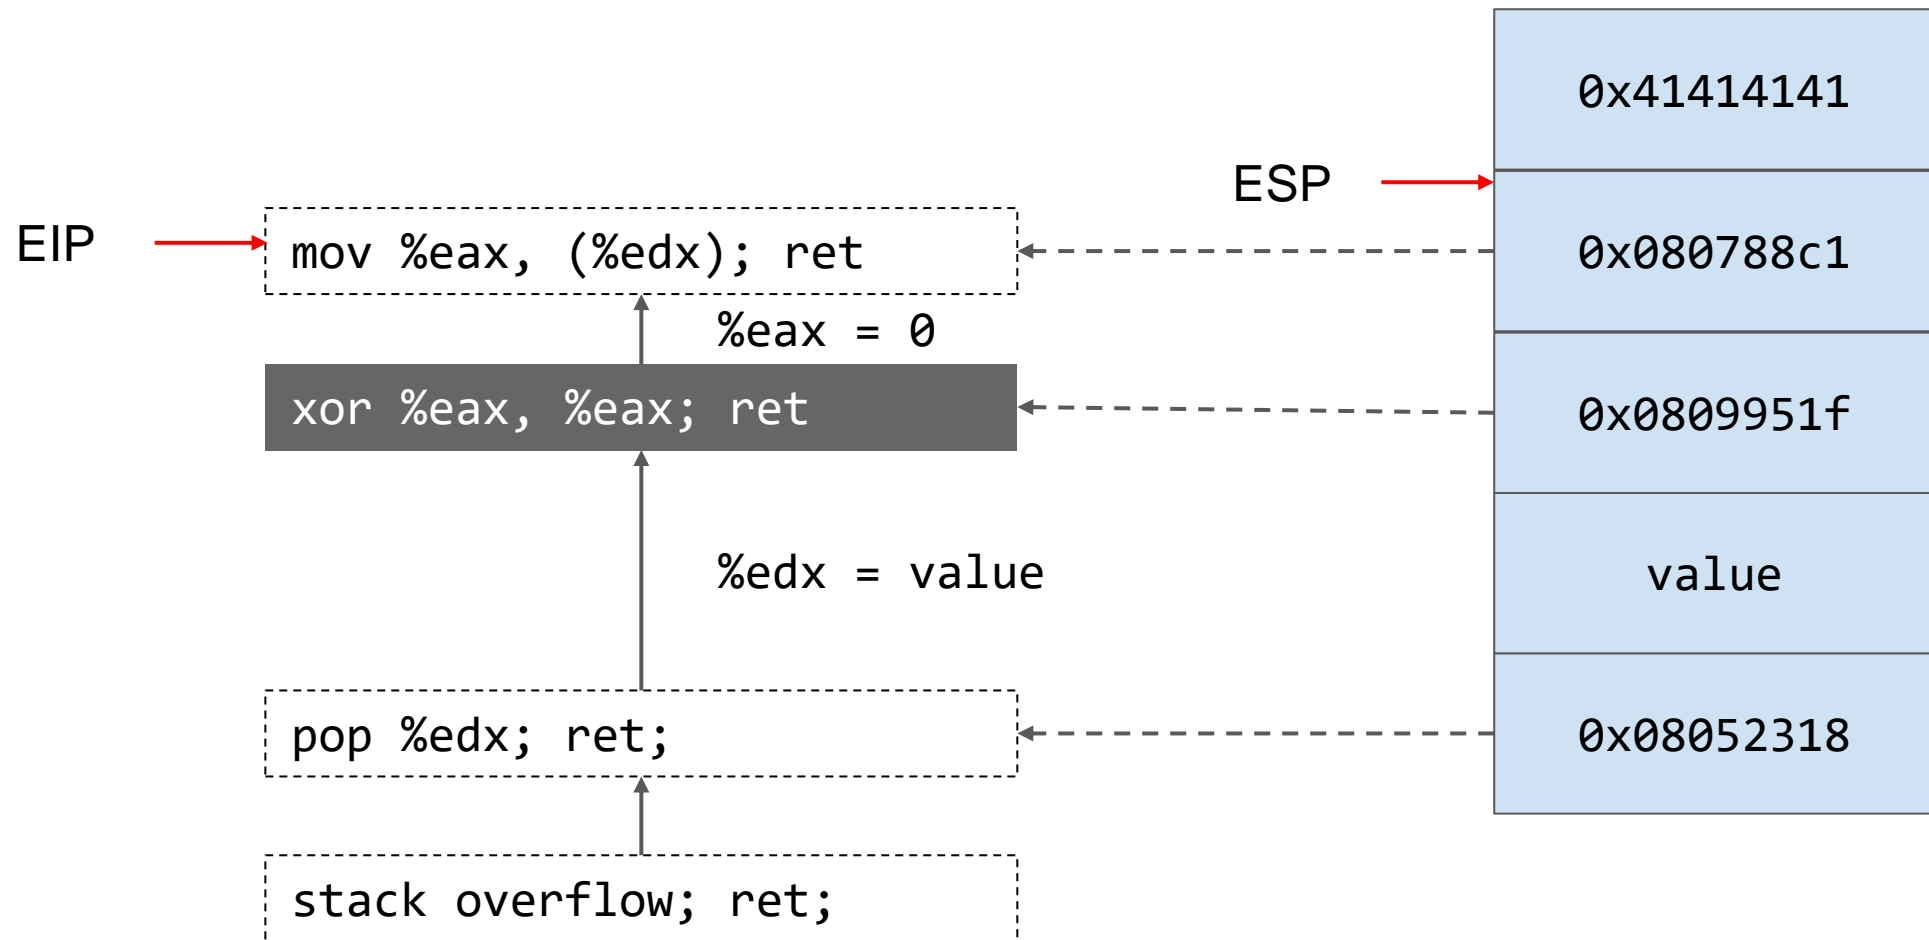 0x41414141
ESP
EIP
mov %eax, (%edx); ret
0x080788c1
%eax = 0
xor %eax, %eax; ret
0x0809951f
%edx = value
value
pop %edx; ret;
0x08052318
stack overflow; ret;